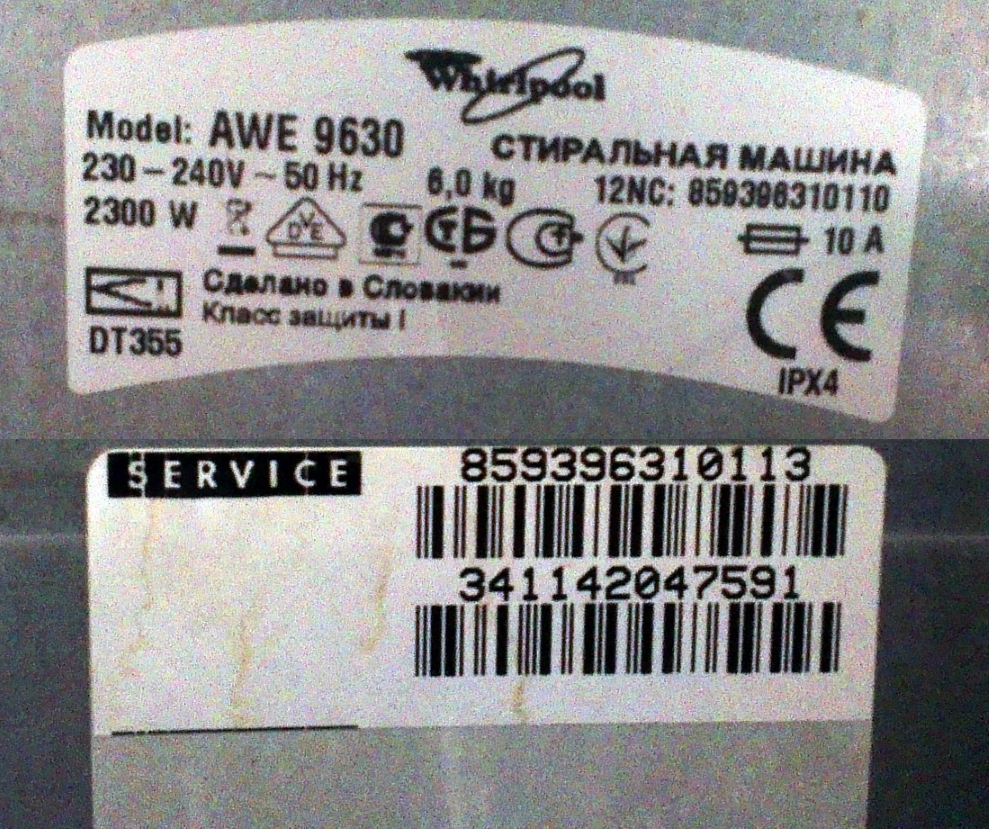 Whirlpool
Model: AWE 9630
СТИРАЛЬНАЯ МАШИНА
230-240V ~ 50 Hz 6,0 kg 12NC: 859396310110
2300 W 10 A
DVE
Сделано в Словакии
Класс защиты I
DT355
CE
IPX4
SERVICE
859396310113
341142047591